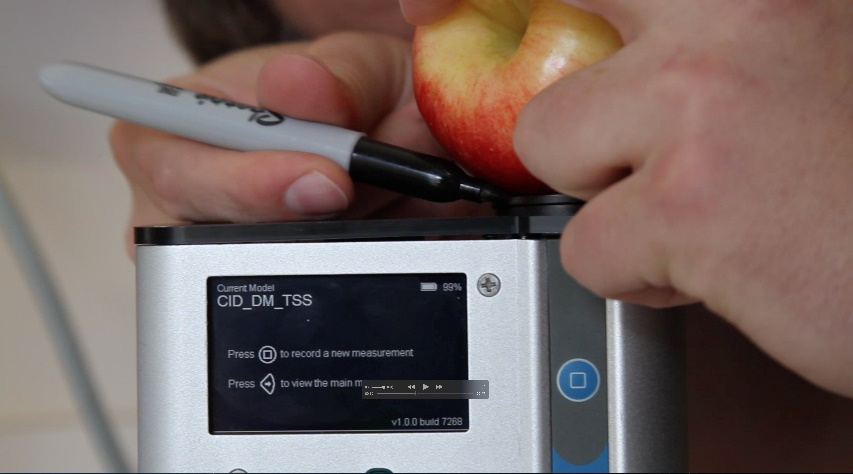 Sharpie
Current Model
99%
CID_DM_TSS
Press to record a new measurement
Press to view the main m
v1.0.0 build 7268